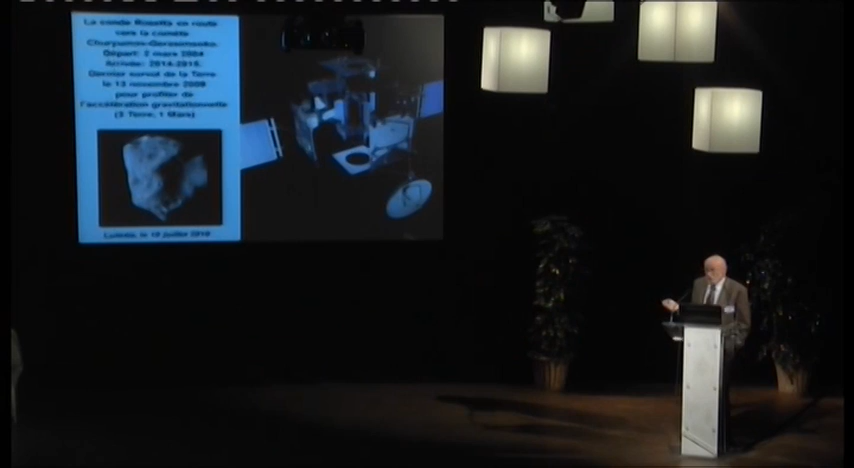 La sonde Rosetta en route
vers la comète
Churyumov-Gerasimenko.
Départ: 2 mars 2004
Arrivée: 2014-2015.
Dernier survol de la Terre
le 13 novembre 2009
pour profiter de
l'accélération gravitationnelle
(3 Terre, 1 Mars)
Lutetia, le 10 juillet 2010